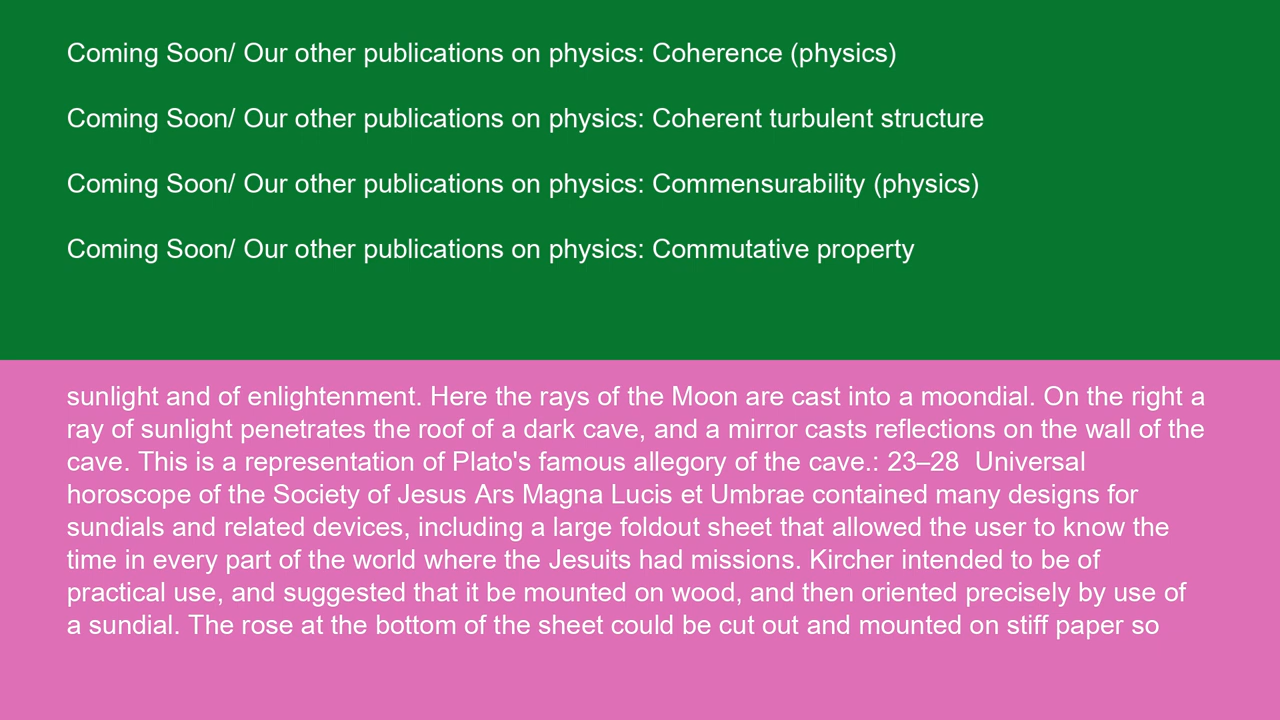 Coming Soon/ Our other publications on physics: Coherence (physics)
Coming Soon/ Our other publications on physics: Coherent turbulent structure
Coming Soon/ Our other publications on physics: Commensurability (physics)
Coming Soon/ Our other publications on physics: Commutative property
sunlight and of enlightenment. Here the rays of the Moon are cast into a moondial. On the right a
ray of sunlight penetrates the roof of a dark cave, and a mirror casts reflections on the wall of the
cave. This is a representation of Plato's famous allegory of the cave.: 23–28  Universal
horoscope of the Society of Jesus Ars Magna Lucis et Umbrae contained many designs for
sundials and related devices, including a large foldout sheet that allowed the user to know the
time in every part of the world where the Jesuits had missions. Kircher intended to be of
practical use, and suggested that it be mounted on wood, and then oriented precisely by use of
a sundial. The rose at the bottom of the sheet could be cut out and mounted on stiff paper so